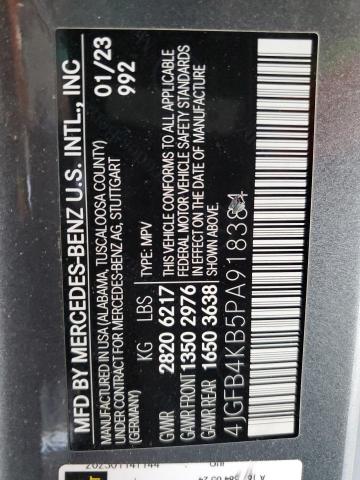 MFD BY MERCEDES-BENZ U.S. INTL., INC
MANUFACTURED IN USA (ALABAMA, TUSCALOOSA COUNTY) 01/23
UNDER CONTRACT FOR MERCEDES-BENZ AG, STUTTGART 992
(GERMANY)
KG LBS TYPE: MPV
GVWR 2820 6217 THIS VEHICLE CONFORMS TO ALL APPLICABLE
GAWR FRONT 1350 2976 FEDERAL MOTOR VEHICLE SAFETY STANDARDS
GAWR REAR 1650 3638 IN EFFECT ON THE DATE OF MANUFACTURE
SHOWN ABOVE.
4JGFB4KB5PA918384
202301141144